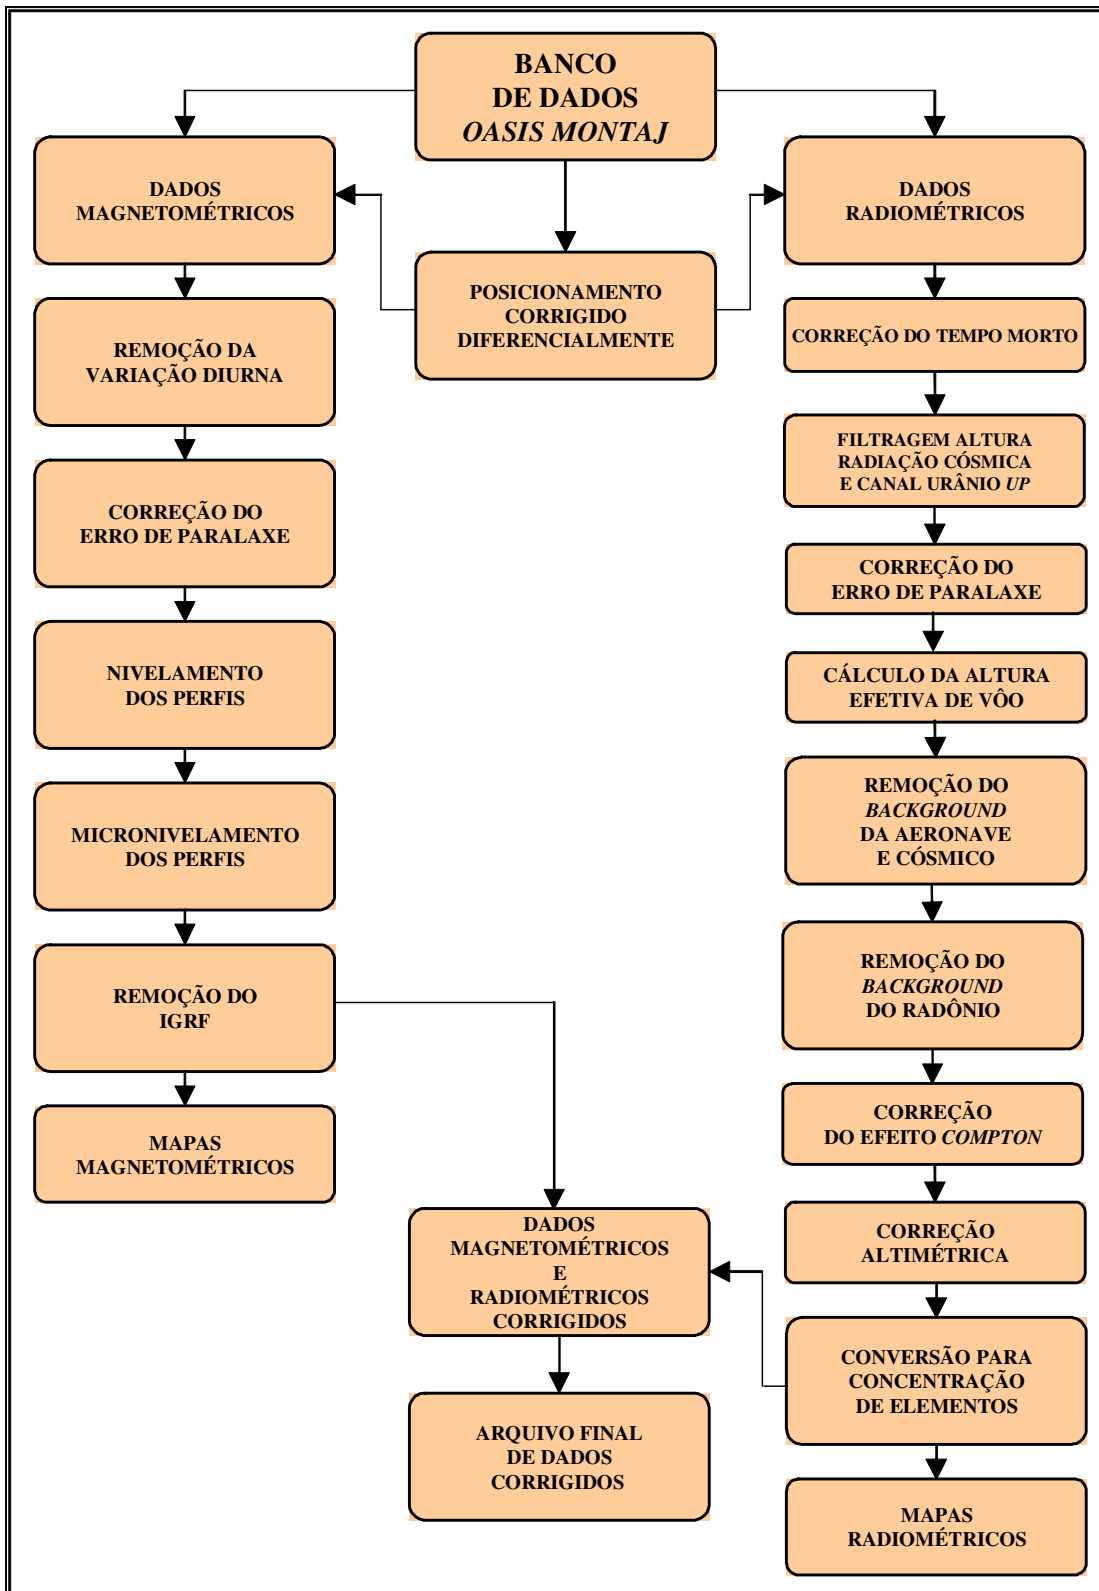 BANCO
DE DADOS
OASIS MONTAJ
DADOS
MAGNETOMÉTRICOS
DADOS
RADIOMÉTRICOS
POSICIONAMENTO
CORRIGIDO
DIFERENCIALMENTE
REMOÇÃO DA
VARIAÇÃO DIURNA
CORREÇÃO DO
ERRO DE PARALAXE
NIVELAMENTO
DOS PERFIS
MICRONIVELAMENTO
DOS PERFIS
REMOÇÃO DO
IGRF
MAPAS
MAGNETOMÉTRICOS
CORREÇÃO DO TEMPO MORTO
FILTRAGEM ALTURA
RADIAÇÃO CÓSMICA
E CANAL URÂNIO UP
CORREÇÃO DO
ERRO DE PARALAXE
CÁLCULO DA ALTURA
EFETIVA DE VÔO
REMOÇÃO DO
BACKGROUND
DA AERONAVE
E CÓSMICO
REMOÇÃO DO
BACKGROUND
DO RADÔNIO
CORREÇÃO
DO EFEITO COMPTON
CORREÇÃO
ALTIMÉTRICA
CONVERSÃO PARA
CONCENTRAÇÃO
DE ELEMENTOS
MAPAS
RADIOMÉTRICOS
DADOS
MAGNETOMÉTRICOS
E
RADIOMÉTRICOS
CORRIGIDOS
ARQUIVO FINAL
DE DADOS
CORRIGIDOS